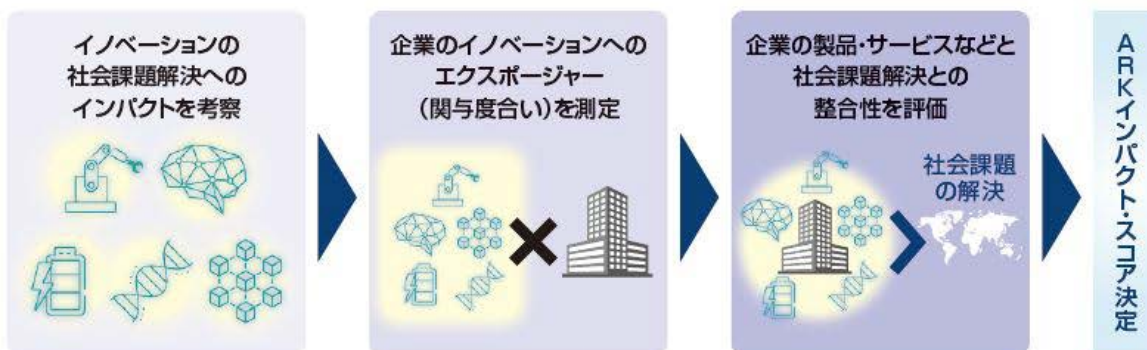 イノベーションの
社会課題解決への
インパクトを考察
企業のイノベーションへの
エクスポージャー
（関与度合い）を測定
企業の製品・サービスなどと
社会課題解決との
整合性を評価
社会課題
の解決
ARKインパクト・スコア決定